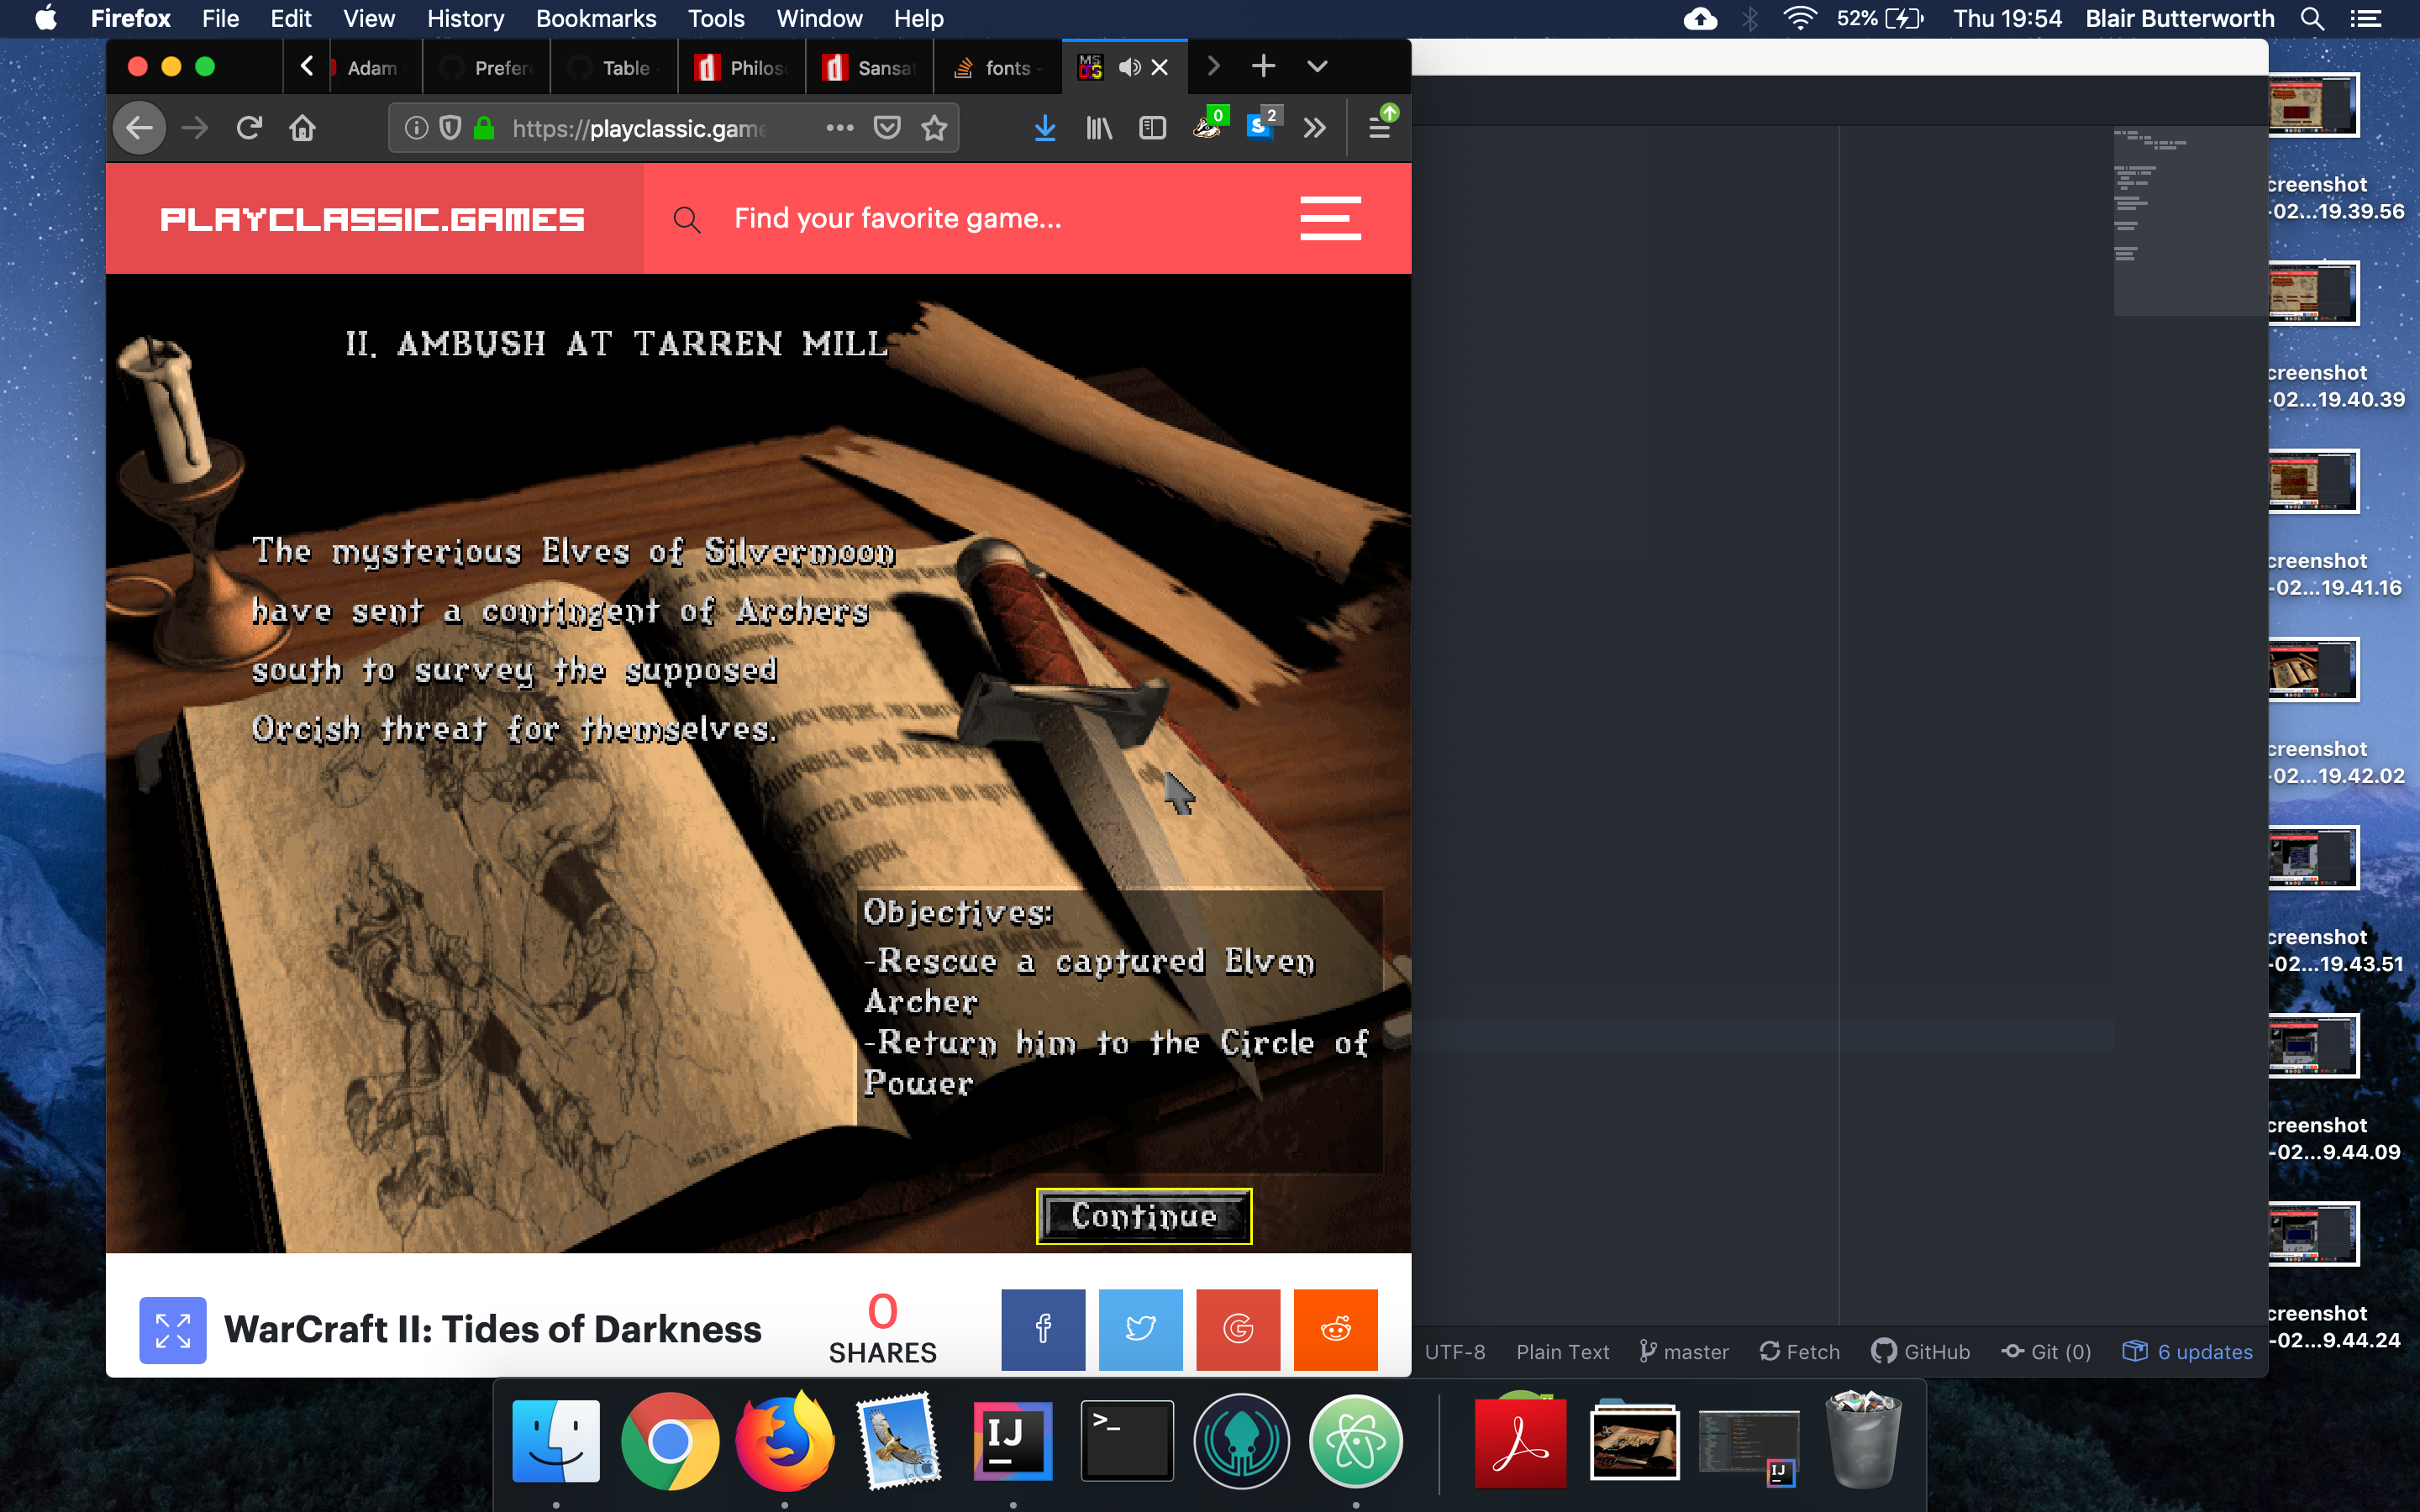 Firefox File Edit View History Bookmarks Tools Window Help 52% Thu 19:54 Blair Butterworth
Adam Prefer Table Philos Sansat fonts -
https://playclassic.game 0 2
PLAYCLASSIC.GAMES Find your favorite game...
II. AMBUSH AT TARREN MILL
The mysterious Elves of Silvermoon
have sent a contingent of Archers
south to survey the supposed
Orcish threat for themselves.
Objectives:
-Rescue a captured Elven
Archer
-Return him to the Circle of
Power
Continue
WarCraft II: Tides of Darkness
0
SHARES
UTF-8 Plain Text master Fetch GitHub Git (0) 6 updates
creenshot
-02...19.39.56
creenshot
-02...19.40.39
creenshot
-02...19.41.16
creenshot
-02...19.42.02
creenshot
-02...19.43.51
creenshot
-02...9.44.09
creenshot
-02...9.44.24
IJ
IJ